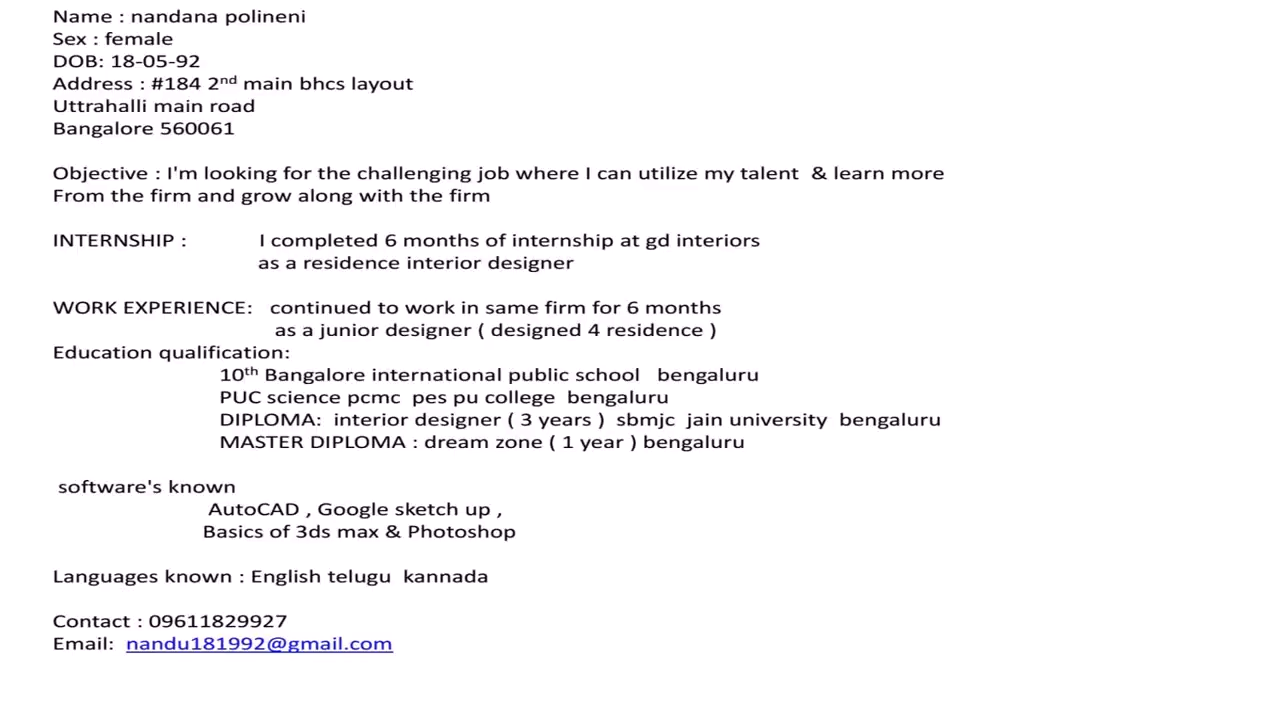 Name : nandana polineni
Sex : female
DOB: 18-05-92
Address : #184 2nd main bhcs layout
Uttrahalli main road
Bangalore 560061
Objective : I'm looking for the challenging job where I can utilize my talent & learn more
From the firm and grow along with the firm
INTERNSHIP : I completed 6 months of internship at gd interiors
as a residence interior designer
WORK EXPERIENCE: continued to work in same firm for 6 months
as a junior designer ( designed 4 residence )
Education qualification:
10th Bangalore international public school bengaluru
PUC science pcmc pes pu college bengaluru
DIPLOMA: interior designer ( 3 years ) sbmjc jain university bengaluru
MASTER DIPLOMA : dream zone ( 1 year ) bengaluru
software's known
AutoCAD , Google sketch up ,
Basics of 3ds max & Photoshop
Languages known : English telugu kannada
Contact : 09611829927
Email: nandu181992@gmail.com